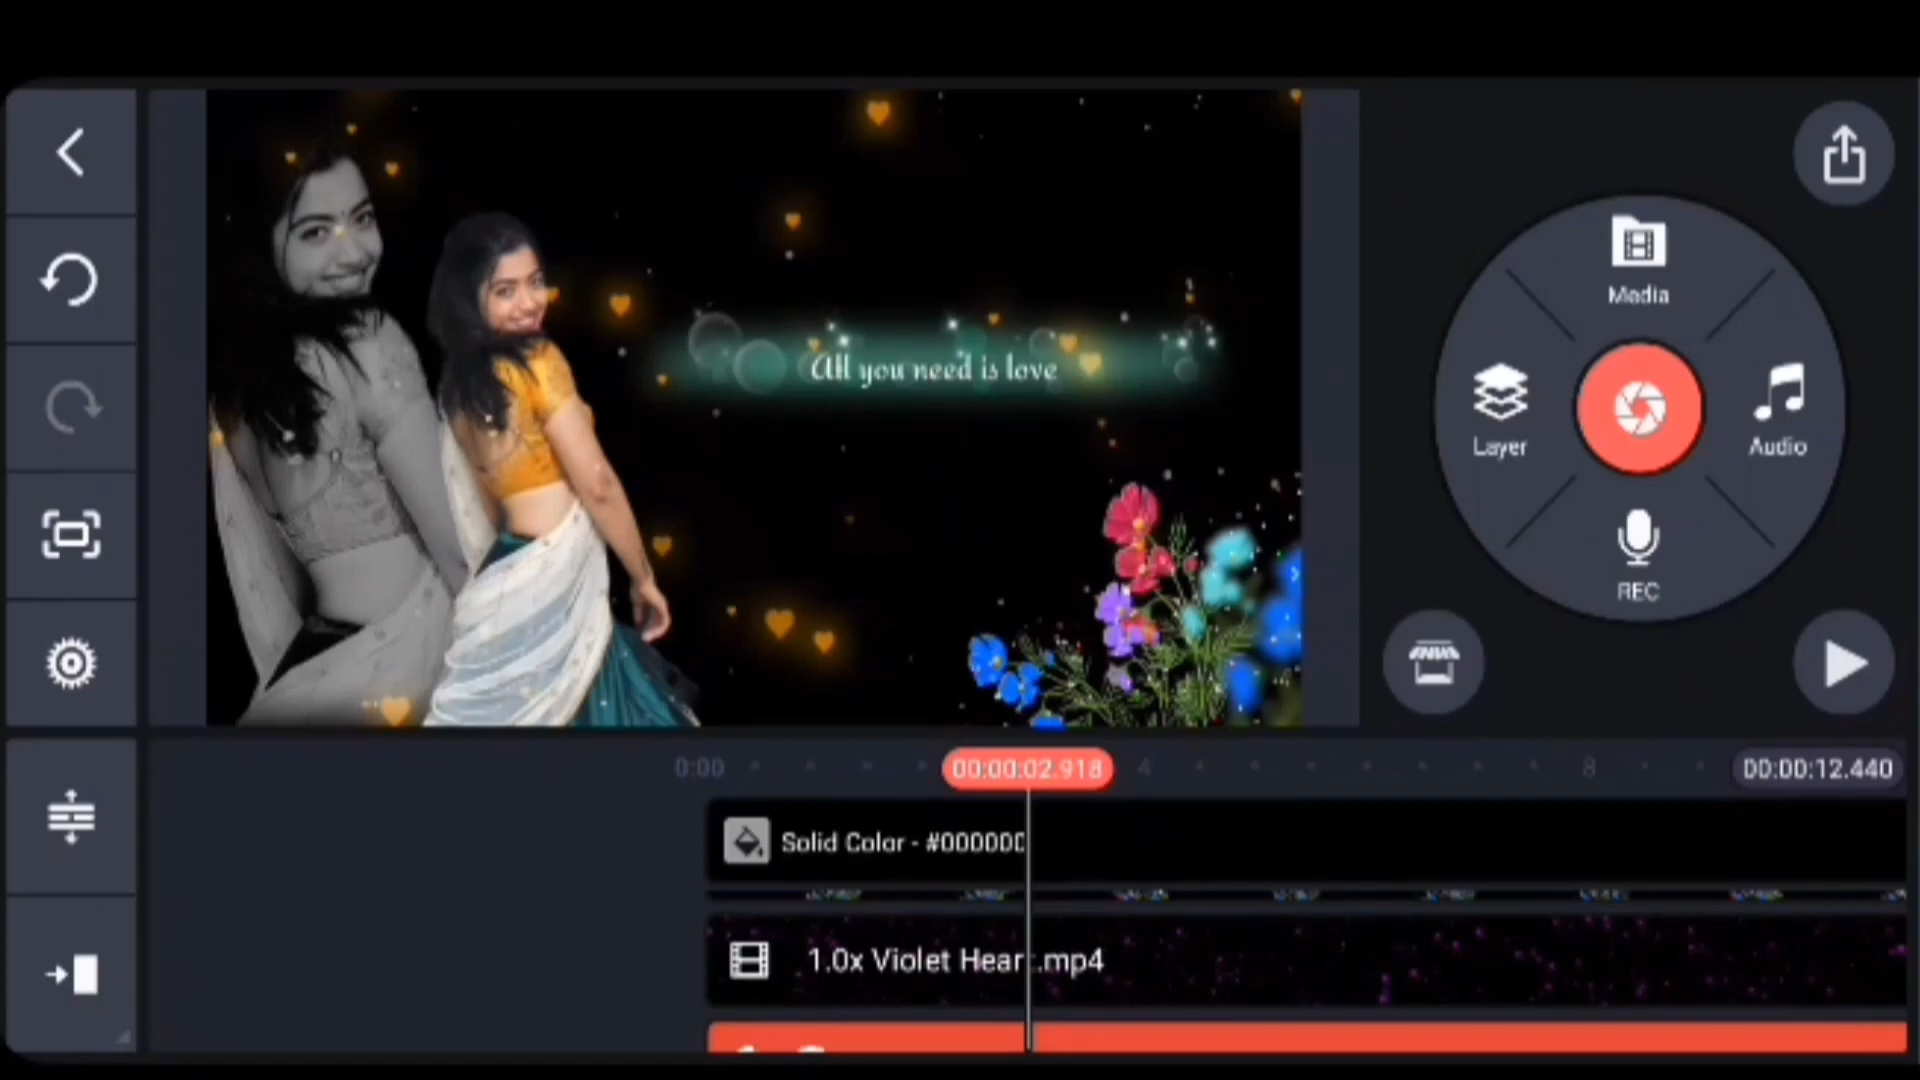 Media
All you need is love
Layer
Audio
REC
0:00
00:00:02.918
4
8
00:00:12.440
Solid Color - #000000
1.0x Violet Hear .mp4